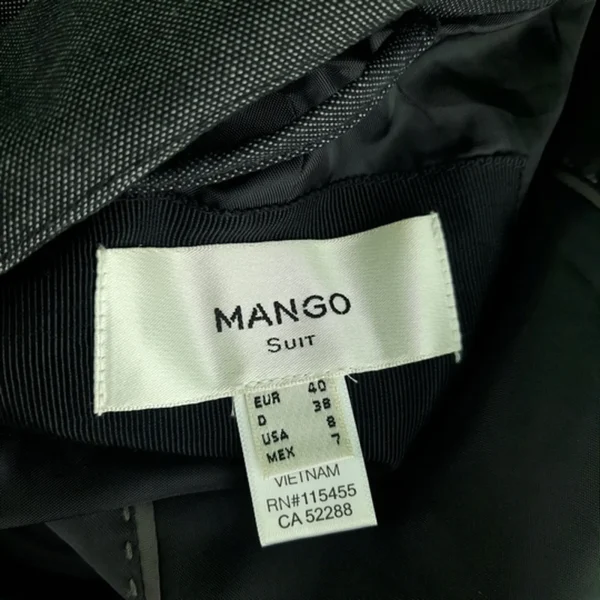 MANGO
SUIT
EUR 40
D 38
USA 8
MEX 7
VIETNAM
RN#115455
CA 52288